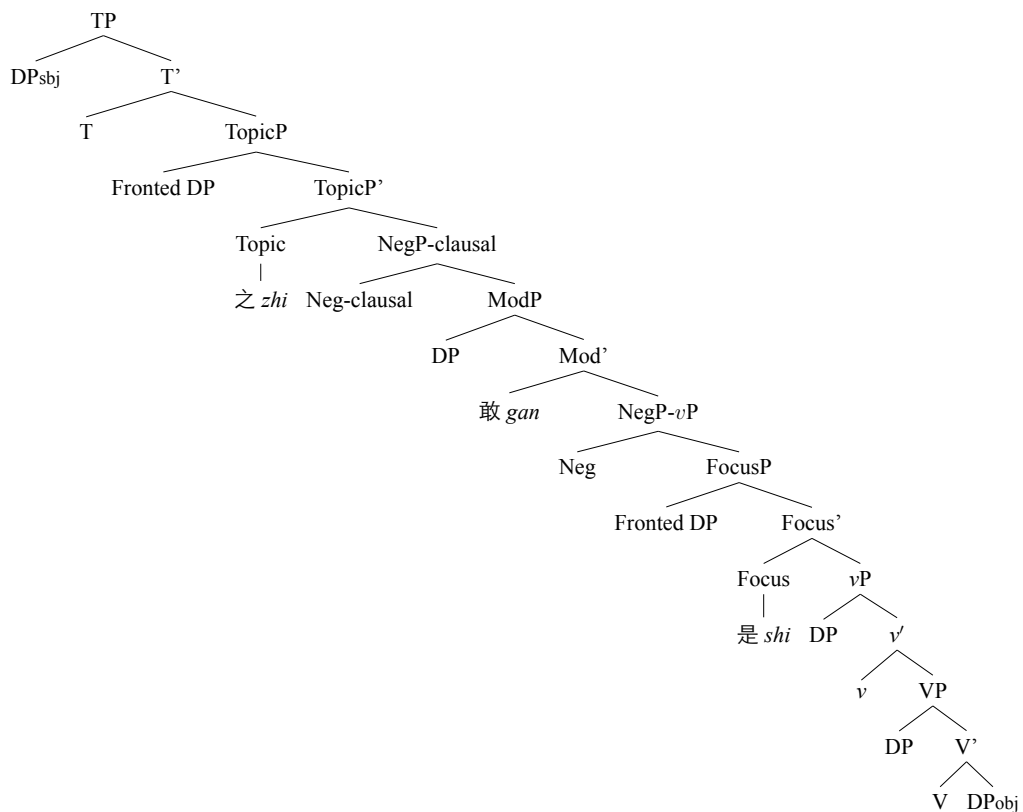 TP
DPsbj T’
T TopicP
Fronted DP TopicP’
Topic NegP-clausal
之 zhi Neg-clausal ModP
DP Mod’
敢 gan NegP-vP
Neg FocusP
Fronted DP Focus’
Focus vP
是 shi DP v′
v VP
DP V’
V DPobj